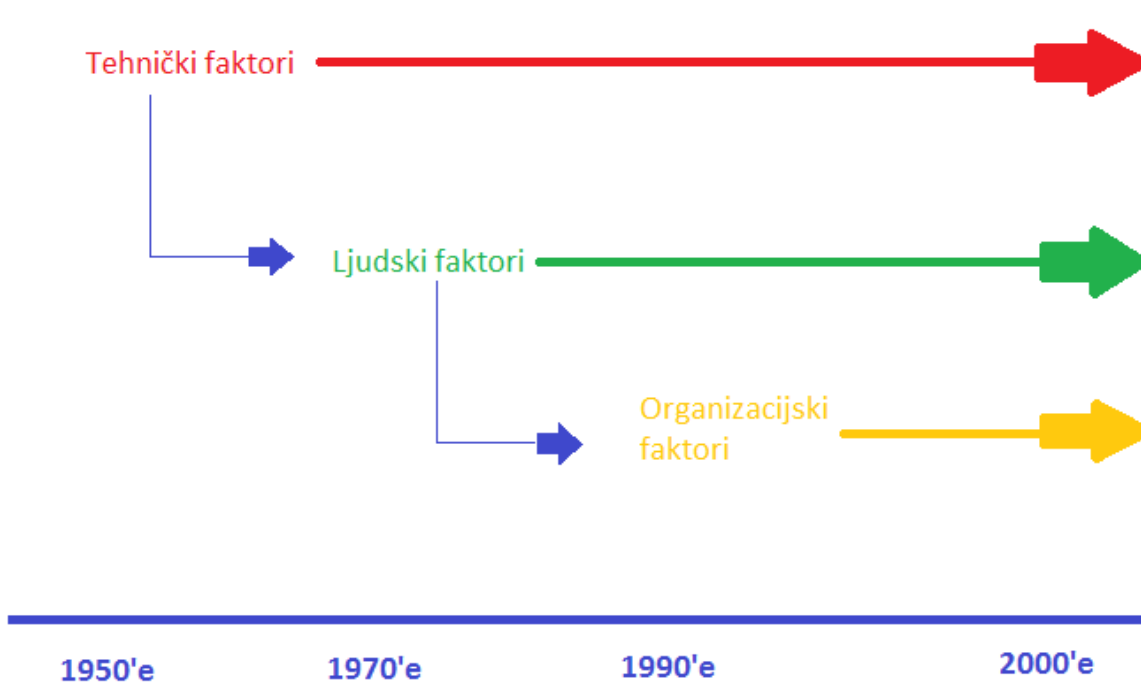 Tehnički faktori
Ljudski faktori
Organizacijski
faktori
1950'e
1970'e
1990'e
2000'e